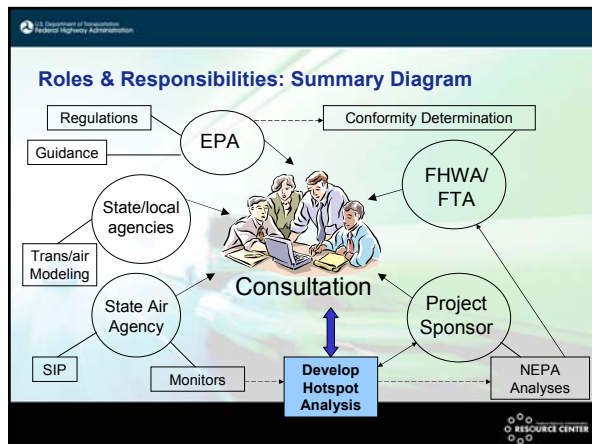 U.S. Department of Transportation
Federal Highway Administration
Roles & Responsibilities: Summary Diagram
Regulations
Conformity Determination
Guidance
EPA
FHWA/
FTA
State/local
agencies
Trans/air
Modeling
Consultation
State Air
Agency
Project
Sponsor
SIP
Monitors
Develop
Hotspot
Analysis
NEPA
Analyses
RESOURCE CENTER